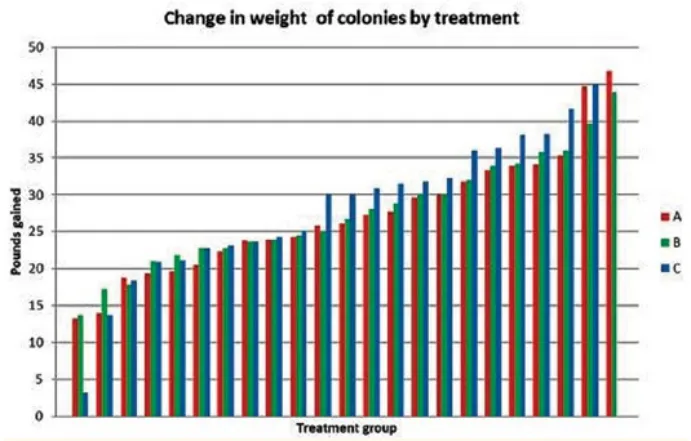 Change in weight of colonies by treatment
50
45
40
35
30
25
20
15
10
5
0
Pounds gained
A
B
C
Treatment group